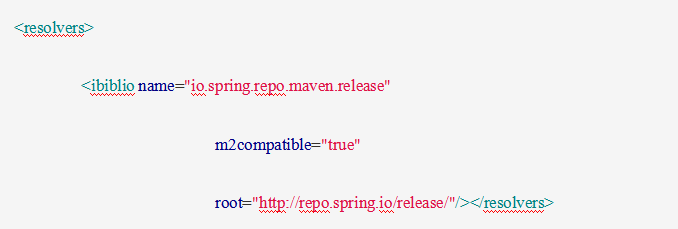 <resolvers>
<ibiblio name="io.spring.repo.maven.release"
m2compatible="true"
root="http://repo.spring.io/release/"/></resolvers>